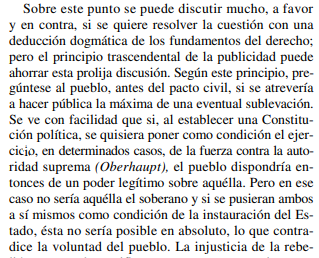 Sobre este punto se puede discutir mucho, a favor
y en contra, si se quiere resolver la cuestión con una
deducción dogmática de los fundamentos del derecho;
pero el principio trascendental de la publicidad puede
ahorrar esta prolija discusión. Según este principio, pre-
gúntese al pueblo, antes del pacto civil, si se atrevería
a hacer pública la máxima de una eventual sublevación.
Se ve con facilidad que si, al establecer una Constitu-
ción política, se quisiera poner como condición el ejer-
cicio, en determinados casos, de la fuerza contra la auto-
ridad suprema (Oberhaupt), el pueblo dispondría en-
tonces de un poder legítimo sobre aquélla. Pero en ese
caso no sería aquélla el soberano y si se pusieran ambos
a sí mismos como condición de la instauración del Es-
tado, ésta no sería posible en absoluto, lo que contra-
dice la voluntad del pueblo. La injusticia de la rebe-